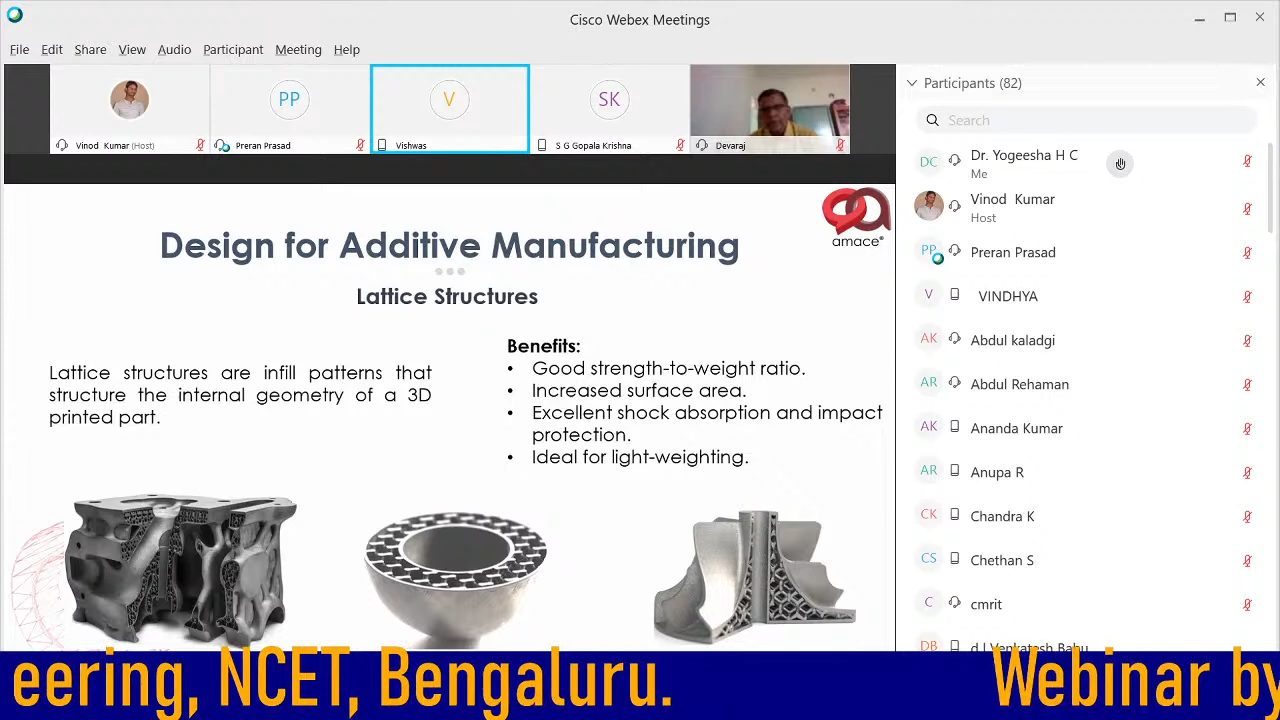 Cisco Webex Meetings
File Edit Share View Audio Participant Meeting Help
PP
V
SK
Vinod Kumar (Host)
Preran Prasad
Vishwas
S G Gopala Krishna
Devaraj
Participants (82)
Search
DC
Dr. Yogeesha H C
Me
Vinod Kumar
Host
PP
Preran Prasad
V
VINDHYA
AK
Abdul kaladgi
AR
Abdul Rehaman
AK
Ananda Kumar
AR
Anupa R
CK
Chandra K
CS
Chethan S
C
cmrit
DB
d J Venkatesh Babu
amace®
Design for Additive Manufacturing
Lattice Structures
Lattice structures are infill patterns that
structure the internal geometry of a 3D
printed part.
Benefits:
• Good strength-to-weight ratio.
• Increased surface area.
• Excellent shock absorption and impact
protection.
• Ideal for light-weighting.
eering, NCET, Bengaluru.
Webinar by